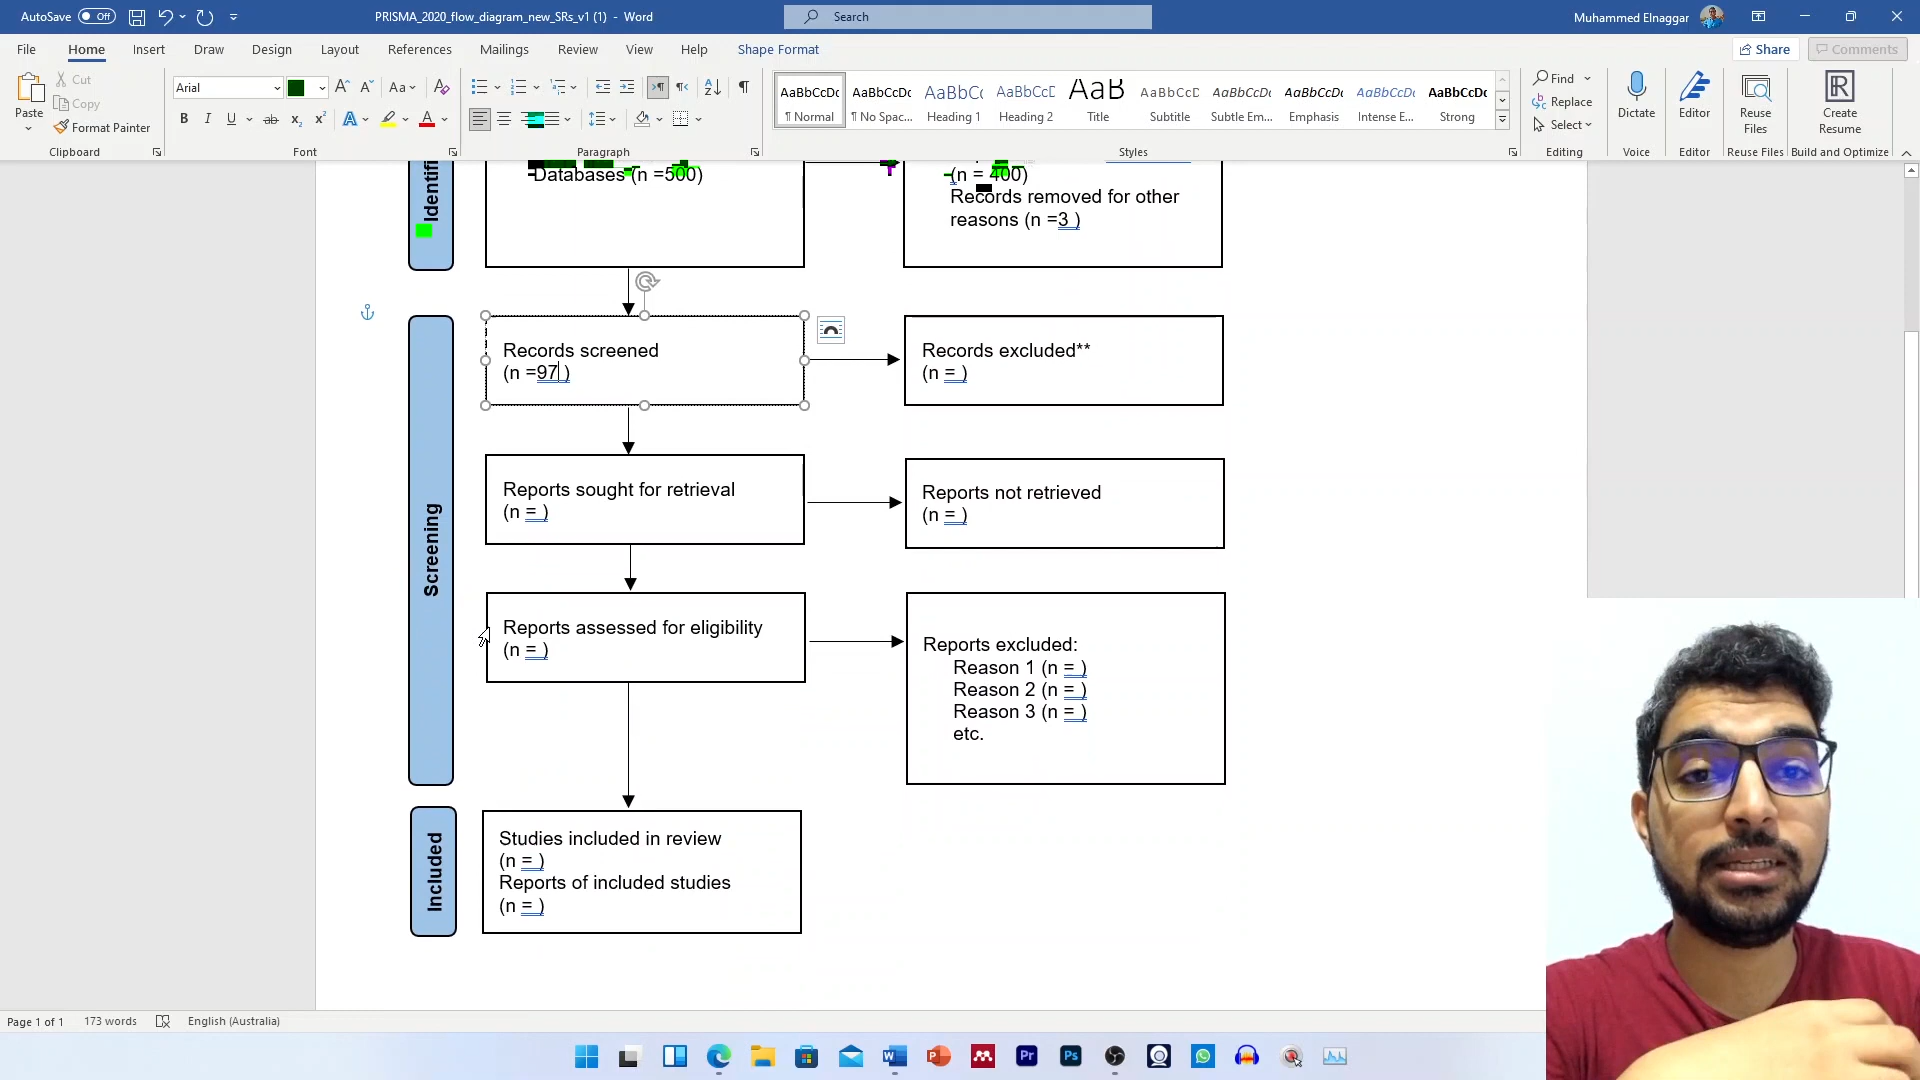 AutoSave Off
PRISMA_2020_flow_diagram_new_SRs_v1 (1) - Word
Search
Muhammed Elnaggar
File Home Insert Draw Design Layout References Mailings Review View Help Shape Format
Share Comments
Paste
Cut
Copy
Format Painter
Clipboard
Arial
Font
Paragraph
AaBbCcDc AaBbCcDc AaBbCc AaBbCcD AaB AaBbCcD AaBbCcDc AaBbCcDc AaBbCcDc AaBbCcDc
¶ Normal ¶ No Spac... Heading 1 Heading 2 Title Subtitle Subtle Em... Emphasis Intense E... Strong
Styles
Find
Replace
Select
Editing
Dictate
Voice
Editor
Editor
Reuse Files
Reuse Files
Create Resume
Build and Optimize
Databases (n =500)
(n = 400)
Records removed for other
reasons (n =3 )
Records screened
(n =97 )
Records excluded**
(n = )
Reports sought for retrieval
(n = )
Reports not retrieved
(n = )
Screening
Reports assessed for eligibility
(n = )
Reports excluded:
Reason 1 (n = )
Reason 2 (n = )
Reason 3 (n = )
etc.
Included
Studies included in review
(n = )
Reports of included studies
(n = )
Page 1 of 1 173 words English (Australia)